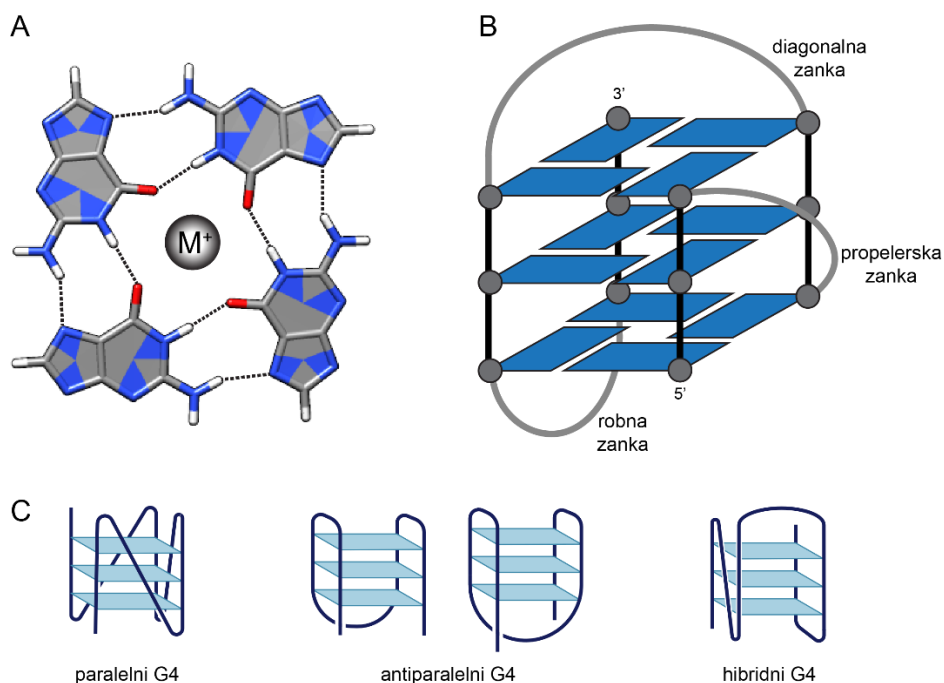 A
B
diagonalna
zanka
3'
M⁺
propelerska
zanka
5'
robna
zanka
C
paralelni G4
antiparalelni G4
hibridni G4